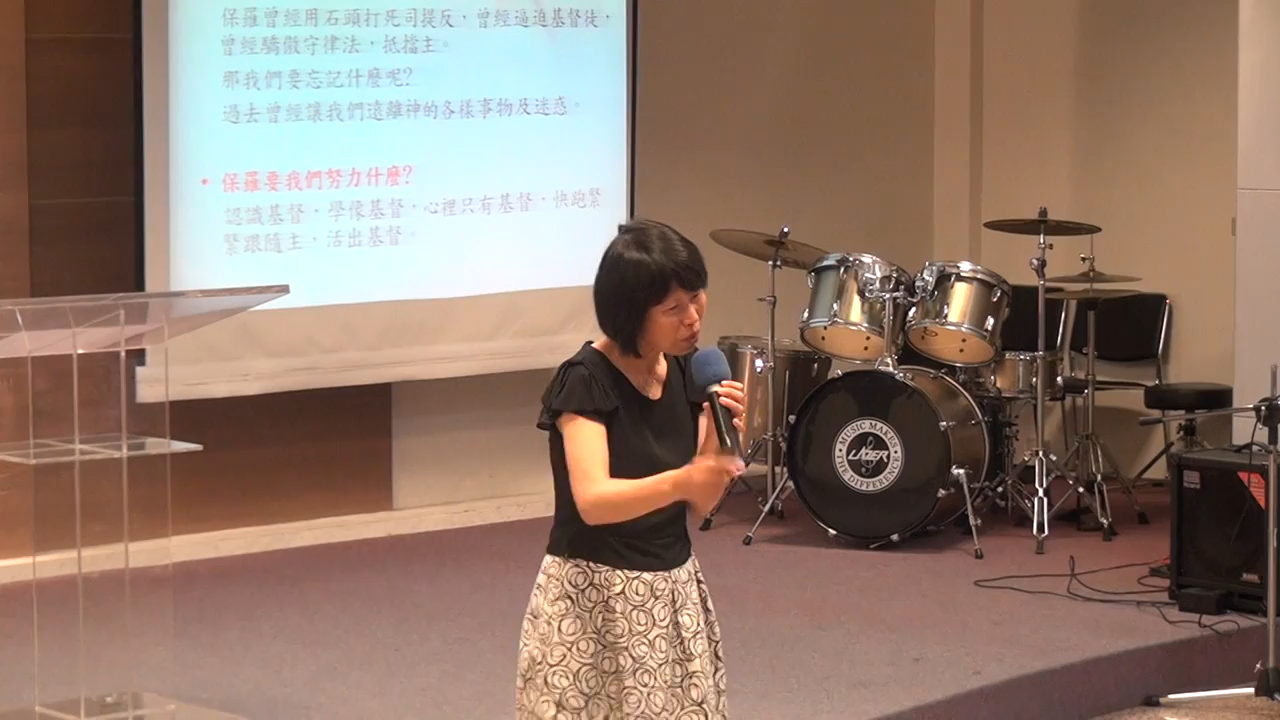 保羅曾經用石頭打死司提反，曾經逼迫基督徒，
曾經驕傲守律法，抵擋主。
那我們要忘記什麼呢?
過去曾經讓我們遠離神的各樣事物及迷惑。
• 保羅要我們努力什麼?
認識基督，學像基督，心裡只有基督，快跑緊
緊跟隨主，活出基督。
MUSIC MAKES
THE DIFFERENCE